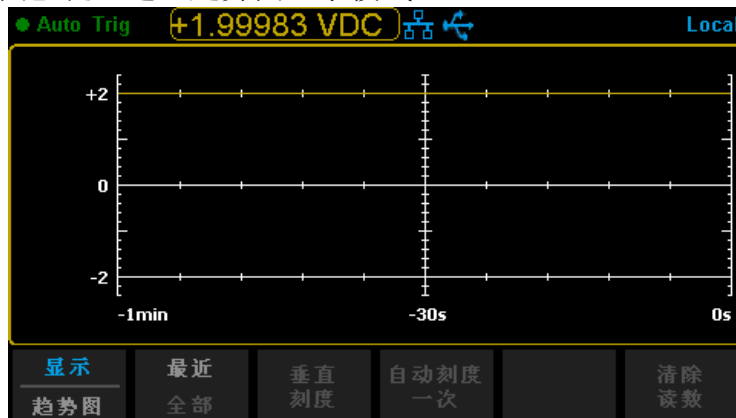 Auto Trig +1.99983 VDC Local
+2
0
-2
-1min -30s 0s
显示 最近 垂直 自动刻度 清除
趋势图 全部 刻度 一次 读数